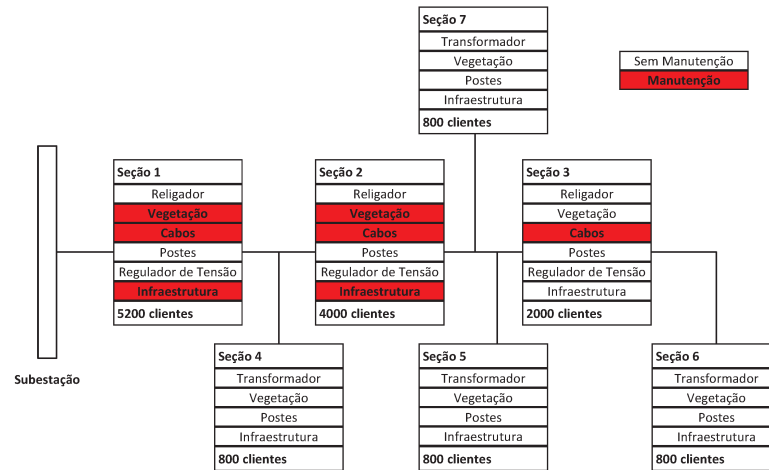 Seção 7
Transformador
Vegetação
Postes
Infraestrutura
800 clientes
Sem Manutenção
Manutenção
Seção 1
Religador
Vegetação
Cabos
Postes
Regulador de Tensão
Infraestrutura
5200 clientes
Seção 2
Religador
Vegetação
Cabos
Postes
Regulador de Tensão
Infraestrutura
4000 clientes
Seção 3
Religador
Vegetação
Cabos
Postes
Regulador de Tensão
Infraestrutura
2000 clientes
Subestação
Seção 4
Transformador
Vegetação
Postes
Infraestrutura
800 clientes
Seção 5
Transformador
Vegetação
Postes
Infraestrutura
800 clientes
Seção 6
Transformador
Vegetação
Postes
Infraestrutura
800 clientes